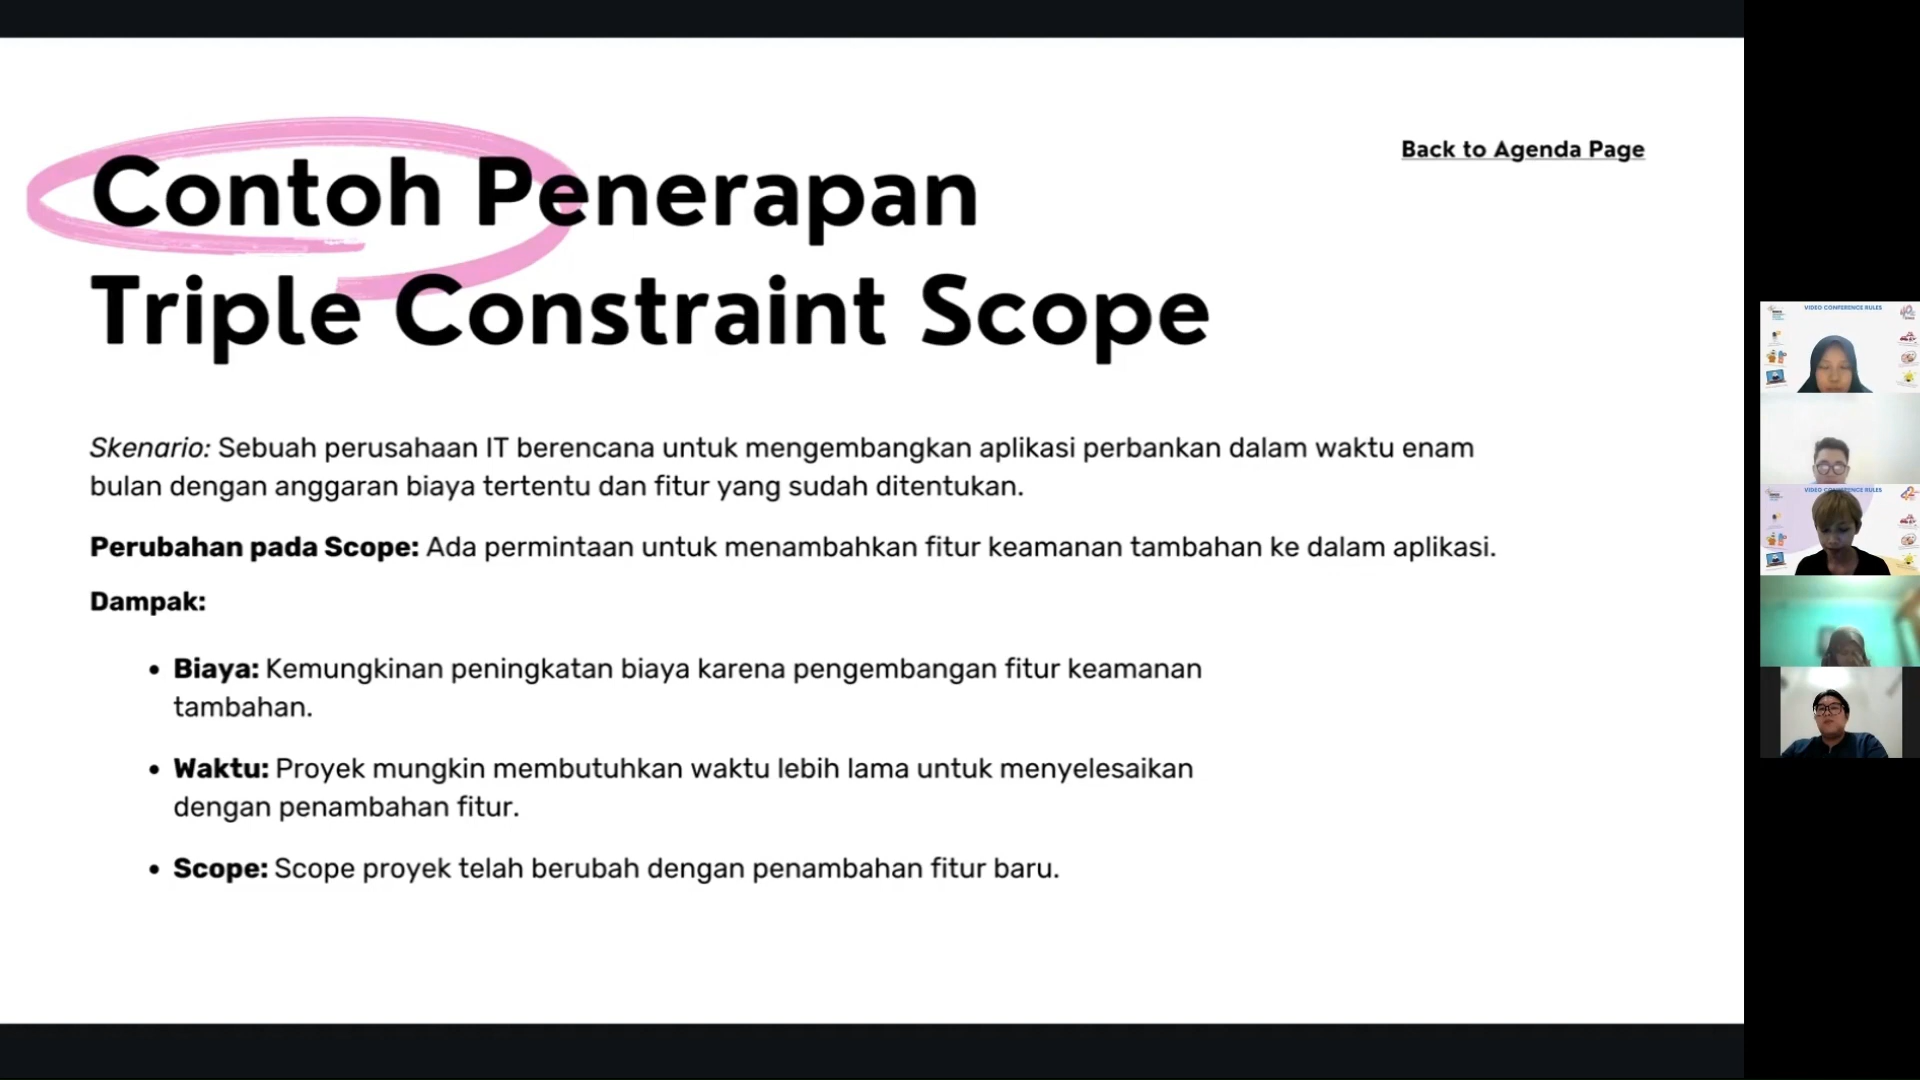 Back to Agenda Page
Contoh Penerapan
Triple Constraint Scope
Skenario: Sebuah perusahaan IT berencana untuk mengembangkan aplikasi perbankan dalam waktu enam
bulan dengan anggaran biaya tertentu dan fitur yang sudah ditentukan.
Perubahan pada Scope: Ada permintaan untuk menambahkan fitur keamanan tambahan ke dalam aplikasi.
Dampak:
• Biaya: Kemungkinan peningkatan biaya karena pengembangan fitur keamanan
tambahan.
• Waktu: Proyek mungkin membutuhkan waktu lebih lama untuk menyelesaikan
dengan penambahan fitur.
• Scope: Scope proyek telah berubah dengan penambahan fitur baru.
VIDEO CONFERENCE RULES